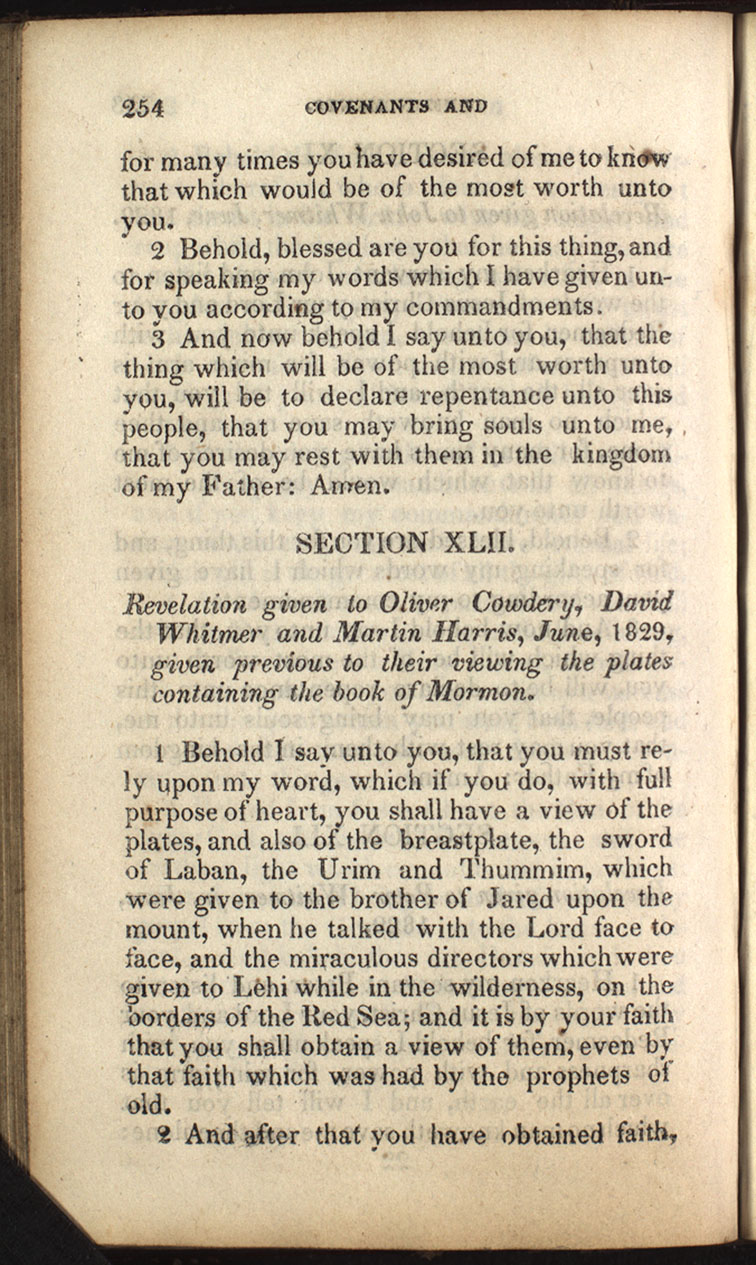 254 COVENANTS AND
for many times you have desired of me to know
that which would be of the most worth unto
you.
2 Behold, blessed are you for this thing, and
for speaking my words which I have given un-
to you according to my commandments.
3 And now behold I say unto you, that the
thing which will be of the most worth unto
you, will be to declare repentance unto this
people, that you may bring souls unto me,
that you may rest with them in the kingdom
of my Father: Amen.
SECTION XLII.
Revelation given to Oliver Cowdery, David
Whitmer and Martin Harris, June, 1829,
given previous to their viewing the plates
containing the book of Mormon.
1 Behold I say unto you, that you must re-
ly upon my word, which if you do, with full
purpose of heart, you shall have a view of the
plates, and also of the breastplate, the sword
of Laban, the Urim and Thummim, which
were given to the brother of Jared upon the
mount, when he talked with the Lord face to
face, and the miraculous directors which were
given to Lehi while in the wilderness, on the
borders of the Red Sea; and it is by your faith
that you shall obtain a view of them, even by
that faith which was had by the prophets of
old.
2 And after that you have obtained faith,